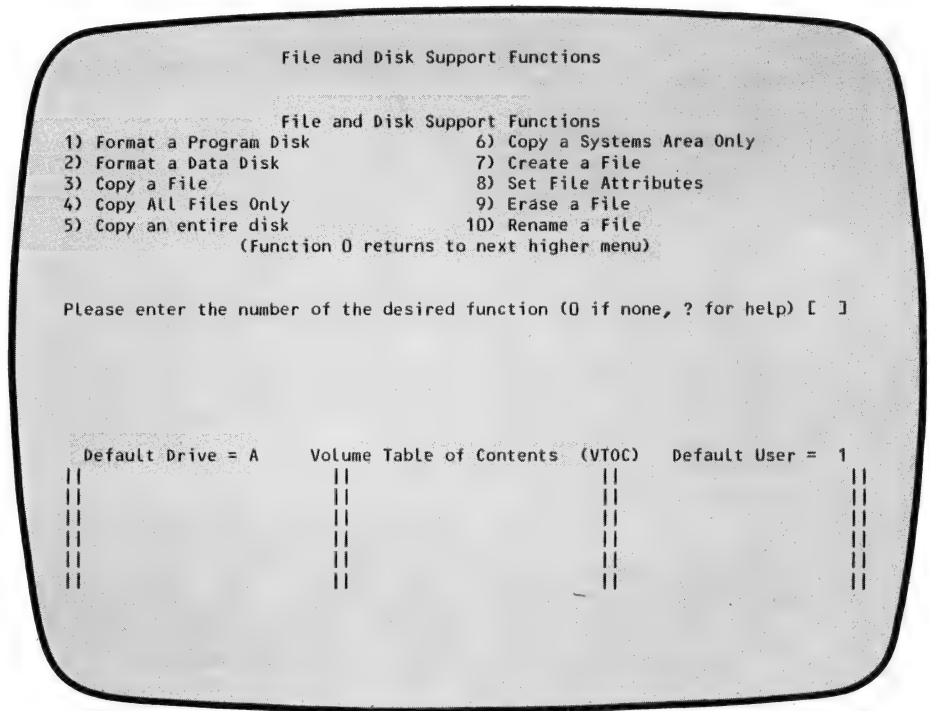 File and Disk Support Functions
File and Disk Support Functions
1) Format a Program Disk 6) Copy a Systems Area Only
2) Format a Data Disk 7) Create a File
3) Copy a File 8) Set File Attributes
4) Copy All Files Only 9) Erase a File
5) Copy an entire disk 10) Rename a File
(Function 0 returns to next higher menu)
Please enter the number of the desired function (0 if none, ? for help) [ ]
Default Drive = A Volume Table of Contents (VTOC) Default User = 1
|| || || ||
|| || || ||
|| || || ||
|| || || ||
|| || || ||
|| || || ||